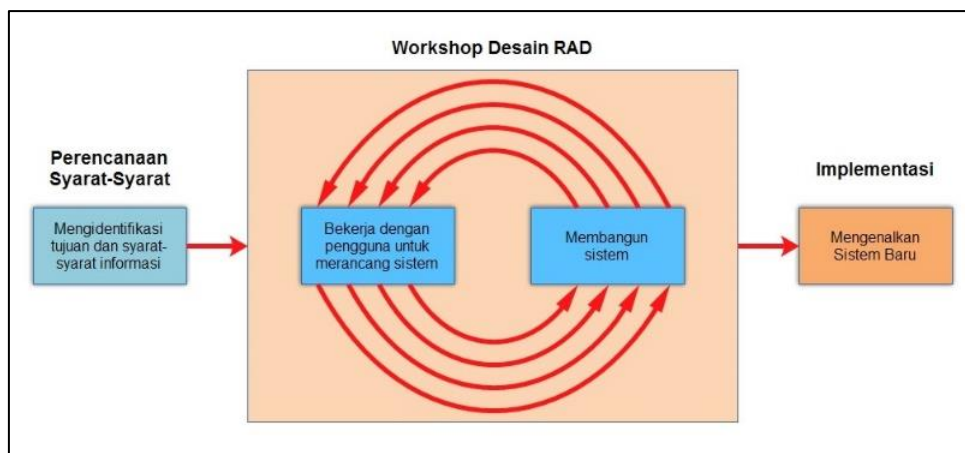 Workshop Desain RAD
Perencanaan
Syarat-Syarat
Mengidentifikasi
tujuan dan syarat-
syarat informasi
Bekerja dengan
pengguna untuk
merancang sistem
Membangun
sistem
Implementasi
Mengenalkan
Sistem Baru